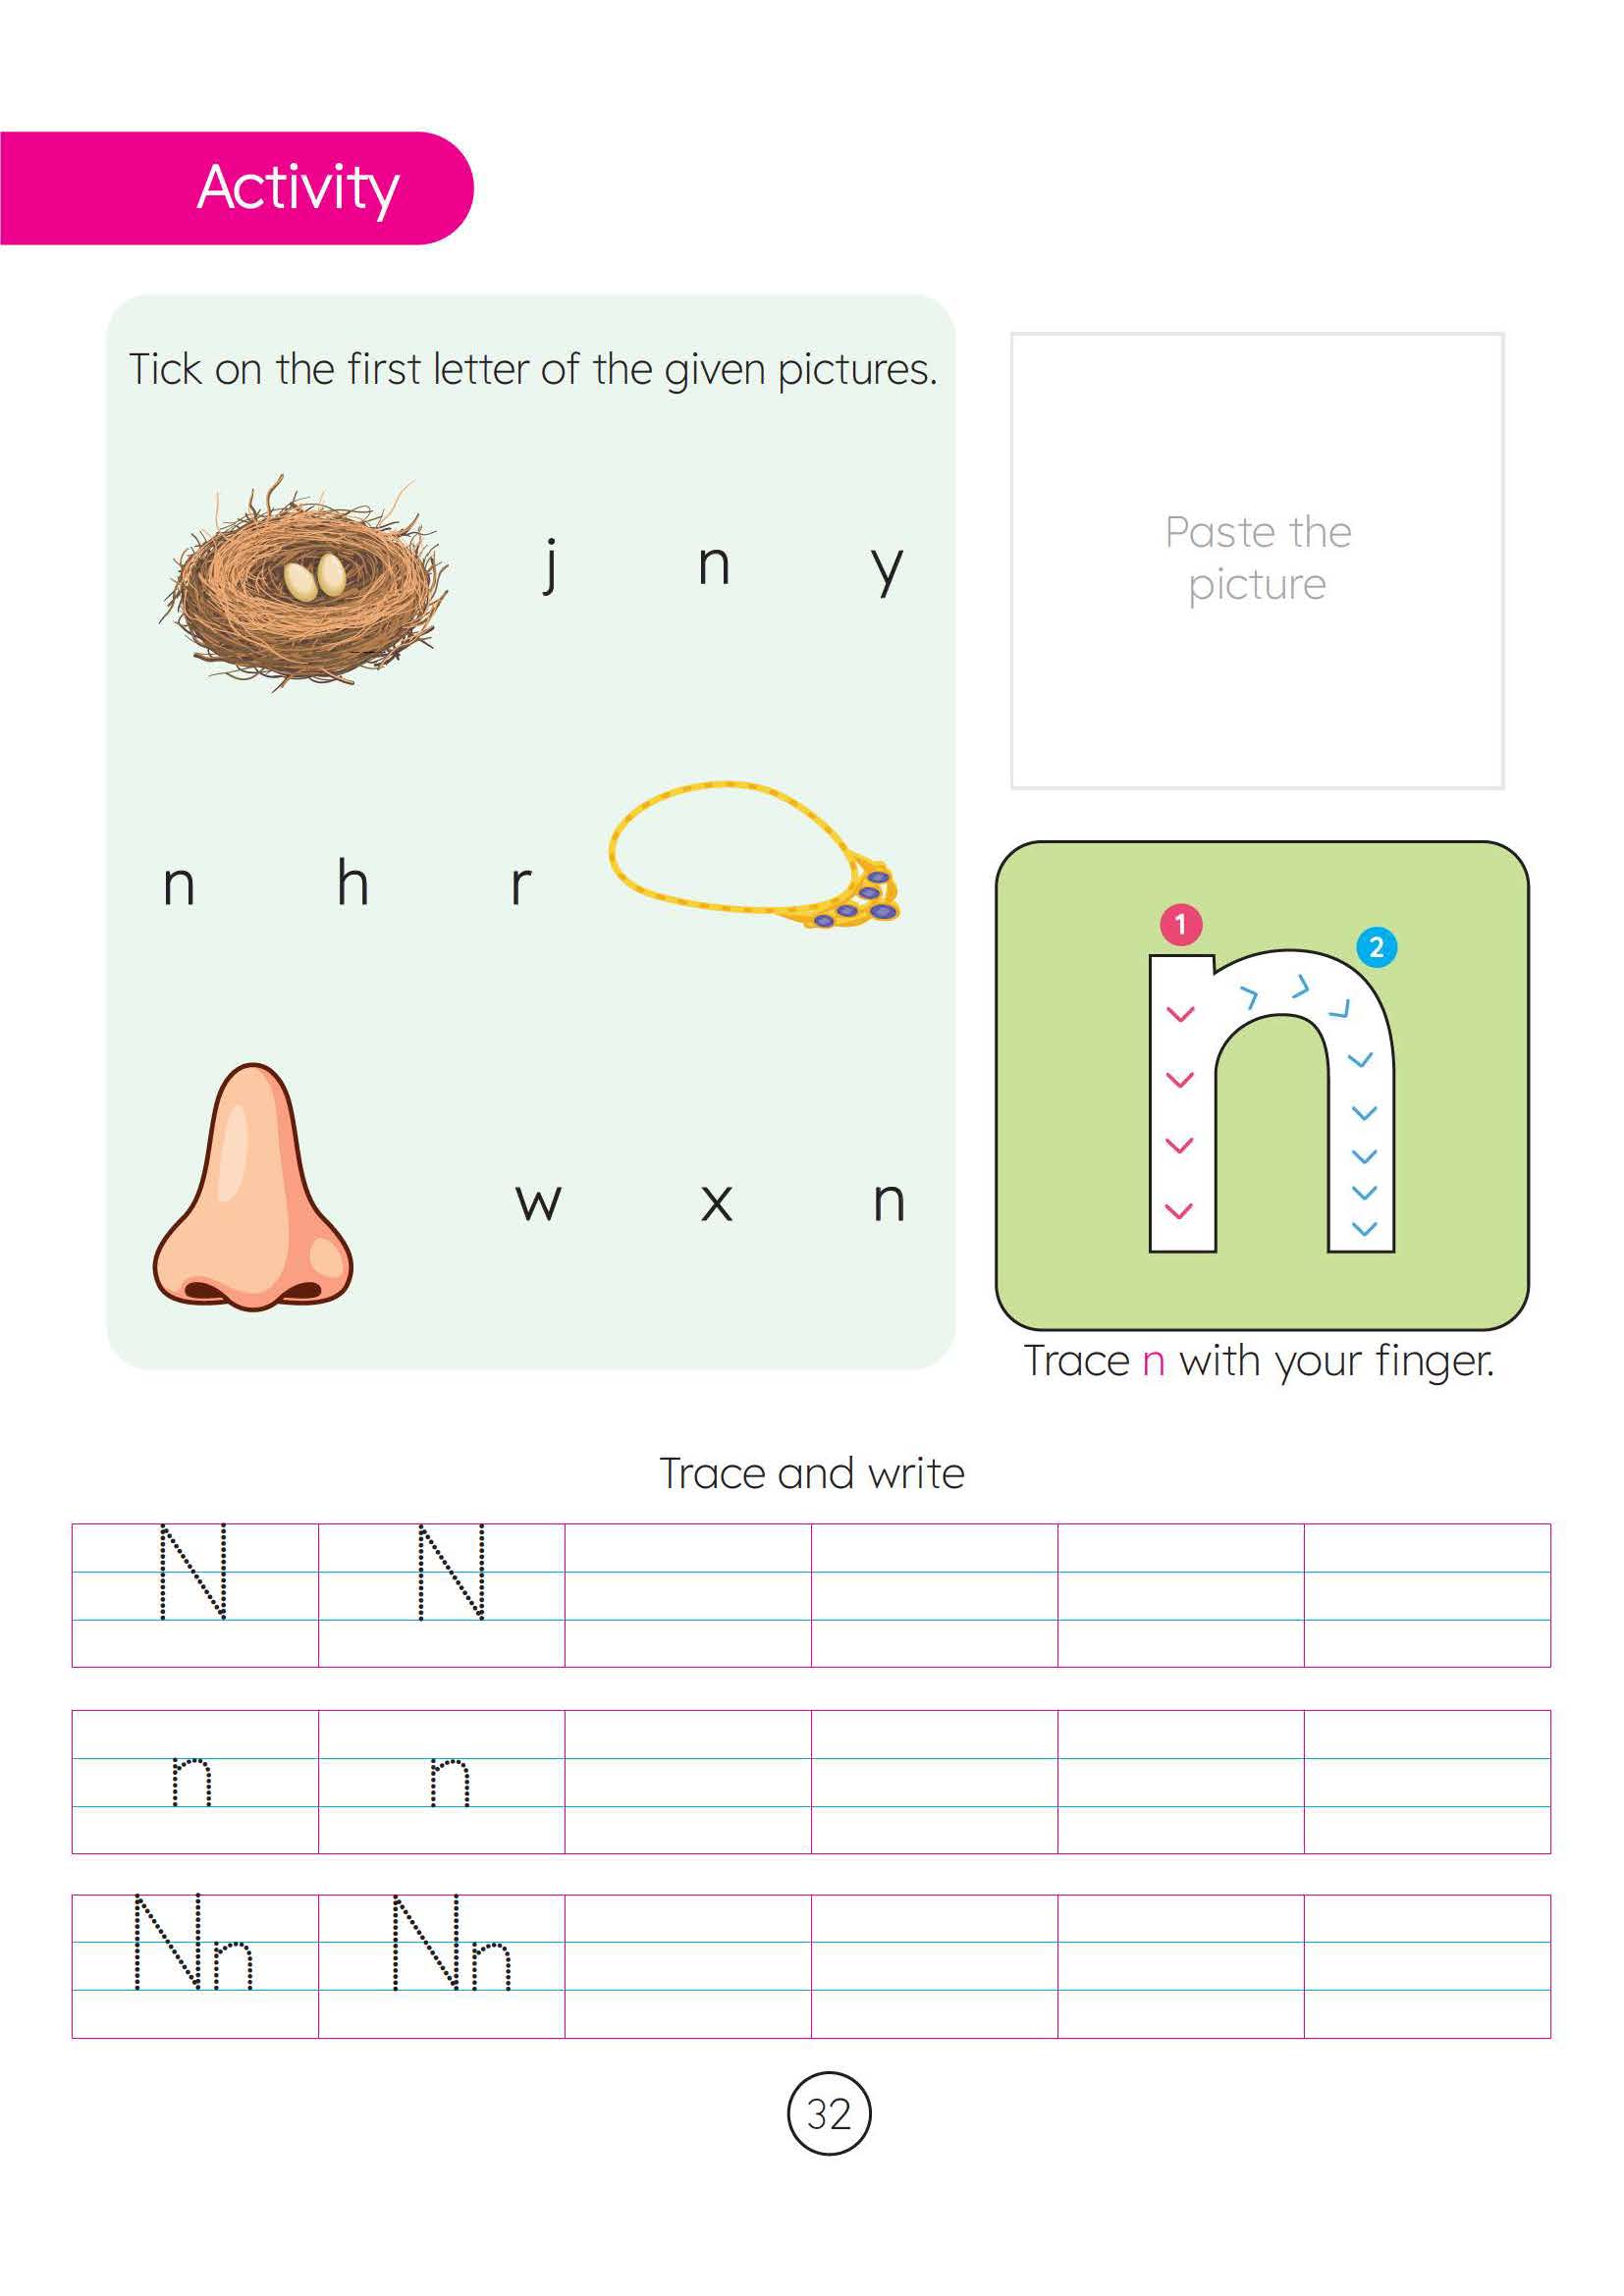 Activity
Tick on the first letter of the given pictures.
j n y
n h r
w x n
Paste the
picture
1
2
n
Trace n with your finger.
Trace and write
N N
n n
Nn Nn
32